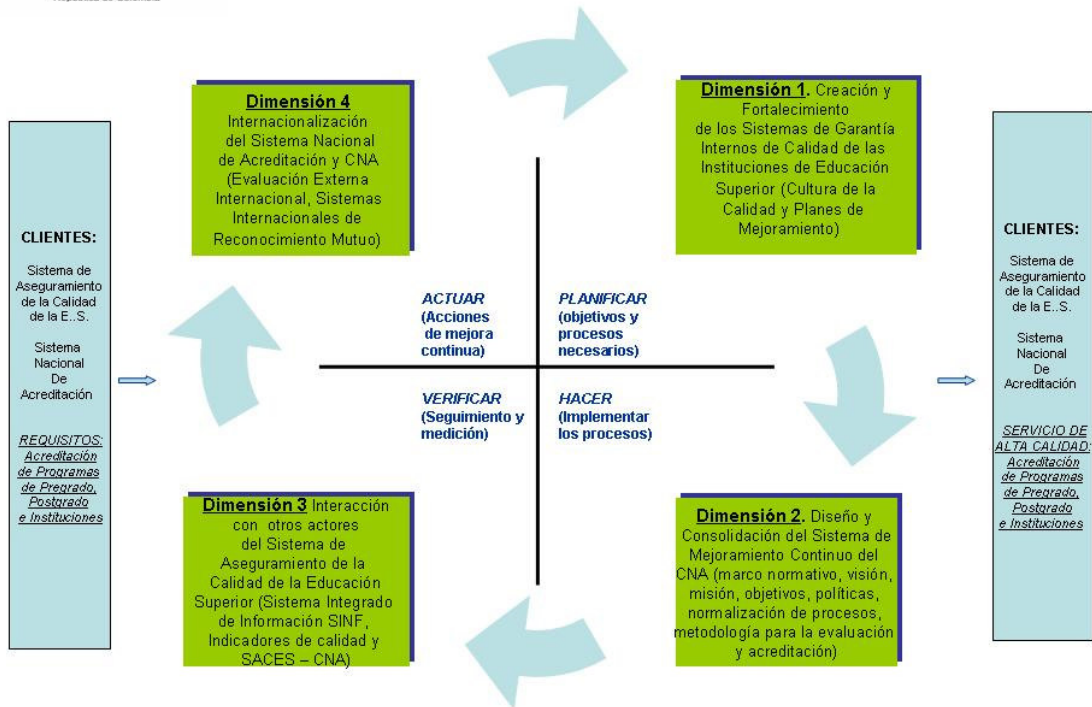 República de Colombia
Dimensión 4
Internacionalización
del Sistema Nacional
de Acreditación y CNA
(Evaluación Externa
Internacional, Sistemas
Internacionales de
Reconocimiento Mutuo)
Dimensión 1. Creación y
Fortalecimiento
de los Sistemas de Garantía
Internos de Calidad de las
Instituciones de Educación
Superior (Cultura de la
Calidad y Planes de
Mejoramiento)
CLIENTES:
Sistema de
Aseguramiento
de la Calidad
de la E..S.
Sistema
Nacional
De
Acreditación
REQUISITOS:
Acreditación
de Programas
de Pregrado,
Postgrado
e Instituciones
ACTUAR
(Acciones
de mejora
continua)
PLANIFICAR
(objetivos y
procesos
necesarios)
VERIFICAR
(Seguimiento y
medición)
HACER
(Implementar
los procesos)
CLIENTES:
Sistema de
Aseguramiento
de la Calidad
de la E..S.
Sistema
Nacional
De
Acreditación
SERVICIO DE
ALTA CALIDAD:
Acreditación
de Programas
de Pregrado,
Postgrado
e Instituciones
Dimensión 3 Interacción
con otros actores
del Sistema de
Aseguramiento de la
Calidad de la Educación
Superior (Sistema Integrado
de Información SINF,
Indicadores de calidad y
SACES – CNA)
Dimensión 2. Diseño y
Consolidación del Sistema de
Mejoramiento Continuo del
CNA (marco normativo, visión,
misión, objetivos, políticas,
normalización de procesos,
metodología para la evaluación
y acreditación)